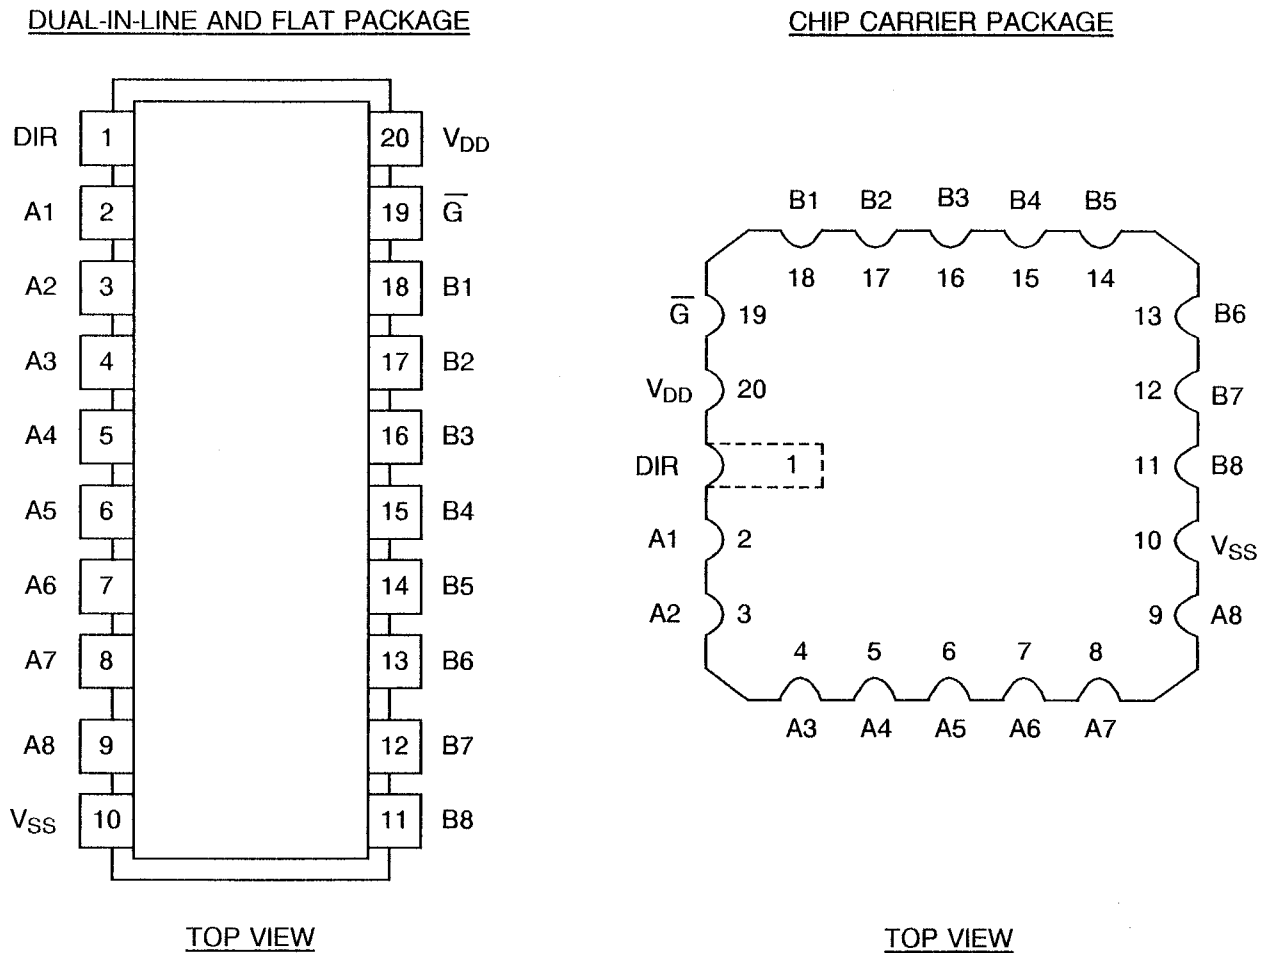 DUAL-IN-LINE AND FLAT PACKAGE
DIR 1 20 VDD
A1 2 19 G̅
A2 3 18 B1
A3 4 17 B2
A4 5 16 B3
A5 6 15 B4
A6 7 14 B5
A7 8 13 B6
A8 9 12 B7
VSS 10 11 B8
TOP VIEW
CHIP CARRIER PACKAGE
B1 B2 B3 B4 B5
18 17 16 15 14
G̅ 19 13 B6
VDD 20 12 B7
DIR 1 11 B8
A1 2 10 VSS
A2 3 9 A8
4 5 6 7 8
A3 A4 A5 A6 A7
TOP VIEW